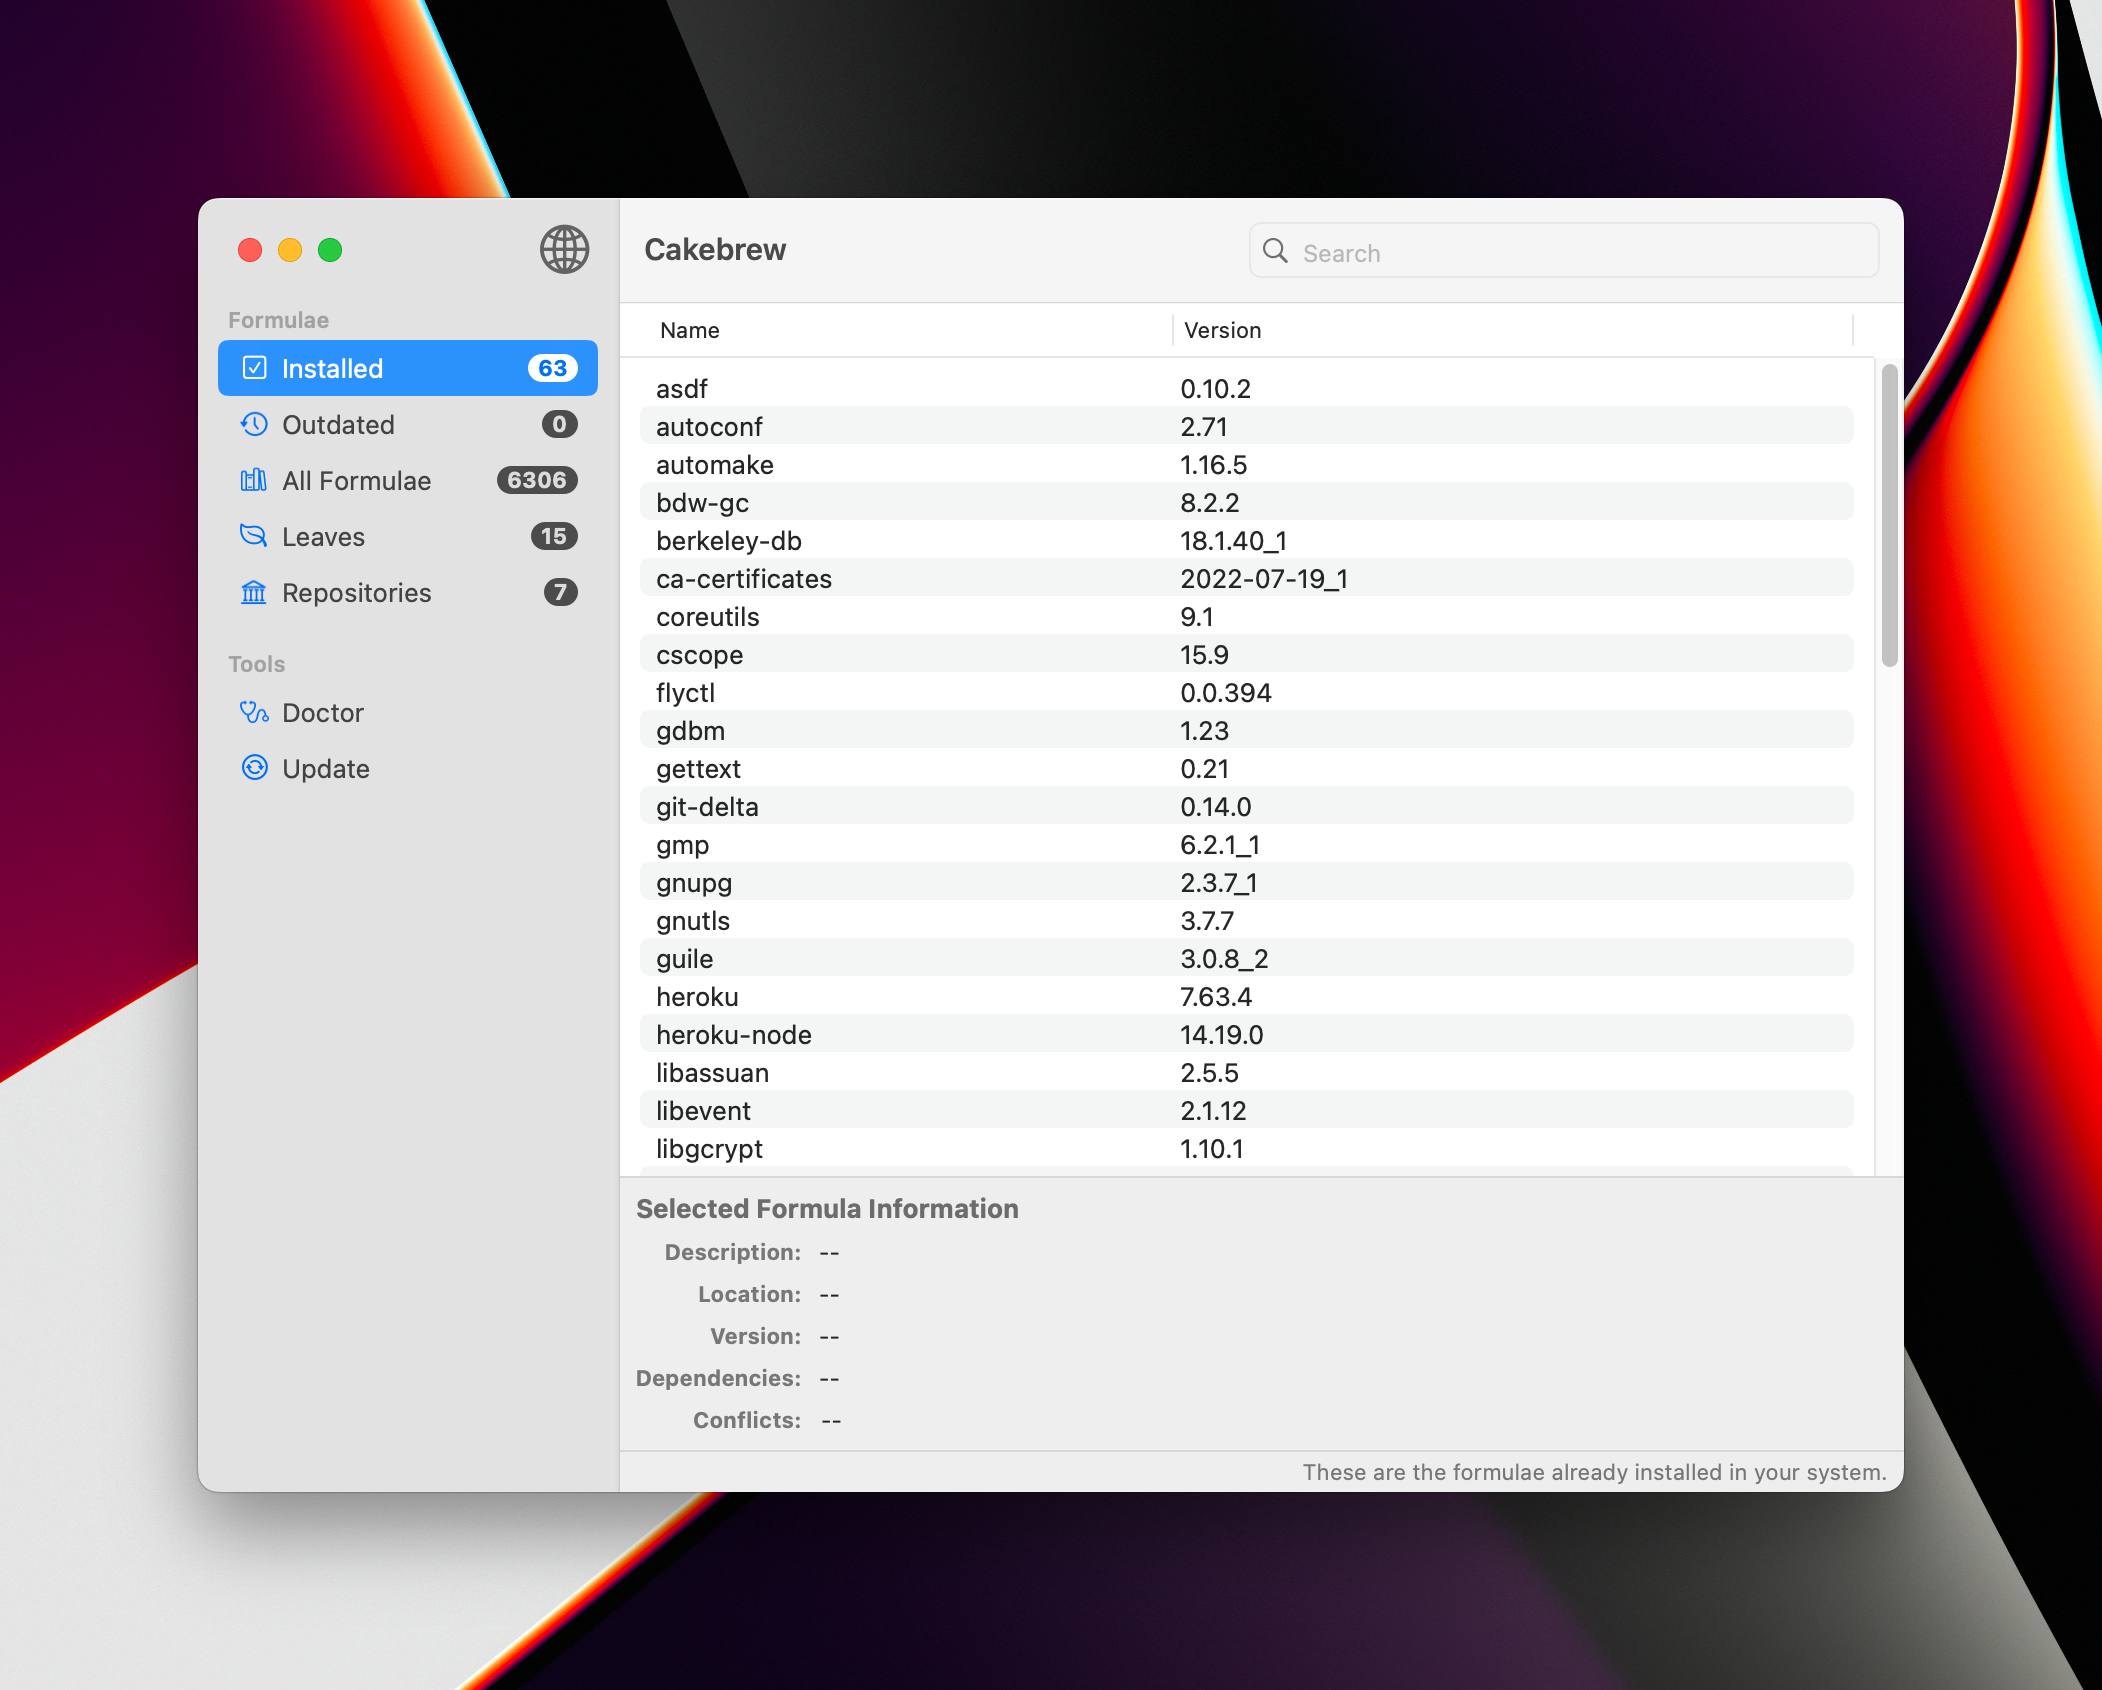 Cakebrew
Search
Formulae
Installed 63
Outdated 0
All Formulae 6306
Leaves 15
Repositories 7
Tools
Doctor
Update
Name Version
asdf 0.10.2
autoconf 2.71
automake 1.16.5
bdw-gc 8.2.2
berkeley-db 18.1.40_1
ca-certificates 2022-07-19_1
coreutils 9.1
cscope 15.9
flyctl 0.0.394
gdbm 1.23
gettext 0.21
git-delta 0.14.0
gmp 6.2.1_1
gnupg 2.3.7_1
gnutls 3.7.7
guile 3.0.8_2
heroku 7.63.4
heroku-node 14.19.0
libassuan 2.5.5
libevent 2.1.12
libgcrypt 1.10.1
Selected Formula Information
Description: --
Location: --
Version: --
Dependencies: --
Conflicts: --
These are the formulae already installed in your system.